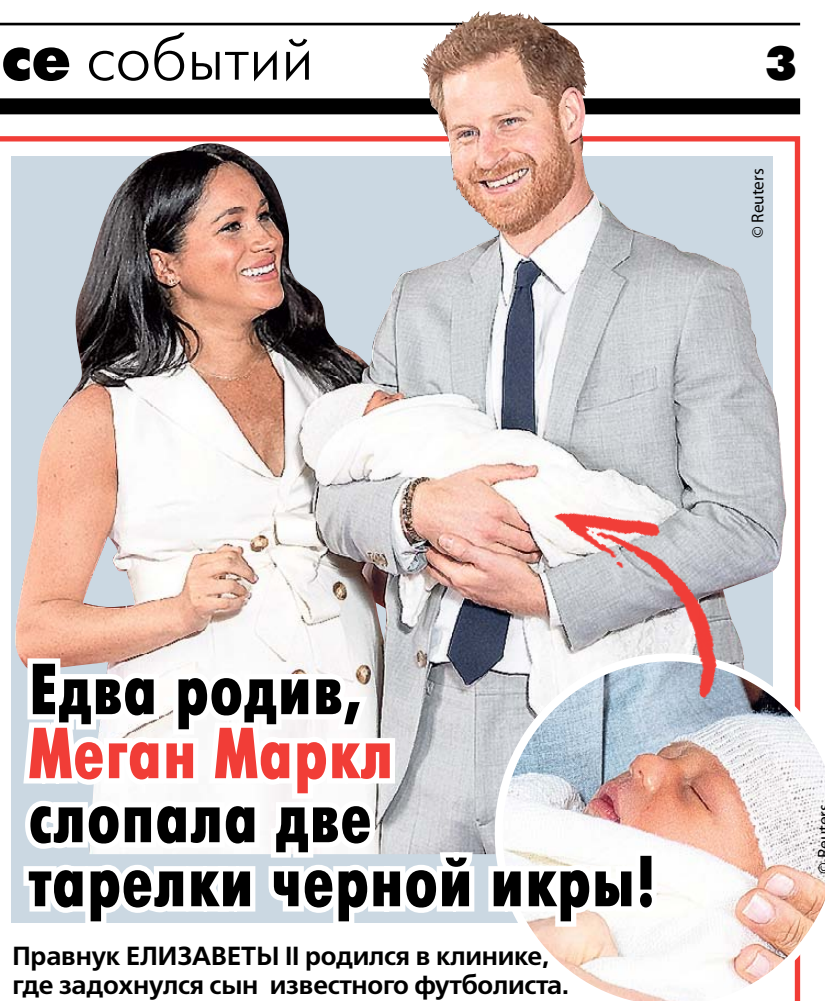 се событий
3
© Reuters
Едва родив,
Меган Маркл
слопала две
тарелки черной икры!
© Reuters
Правнук ЕЛИЗАВЕТЫ II родился в клинике,
где задохнулся сын известного футболиста.